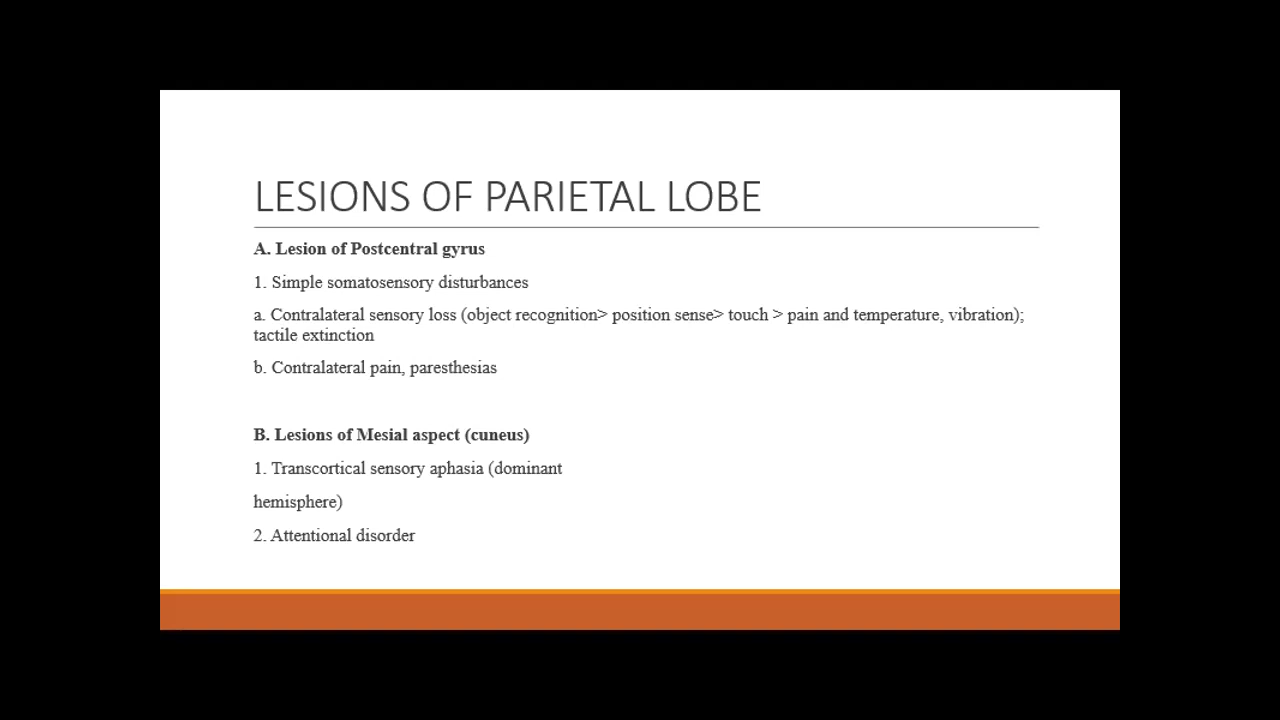 LESIONS OF PARIETAL LOBE
A. Lesion of Postcentral gyrus
1. Simple somatosensory disturbances
a. Contralateral sensory loss (object recognition> position sense> touch > pain and temperature, vibration);
tactile extinction
b. Contralateral pain, paresthesias
B. Lesions of Mesial aspect (cuneus)
1. Transcortical sensory aphasia (dominant
hemisphere)
2. Attentional disorder